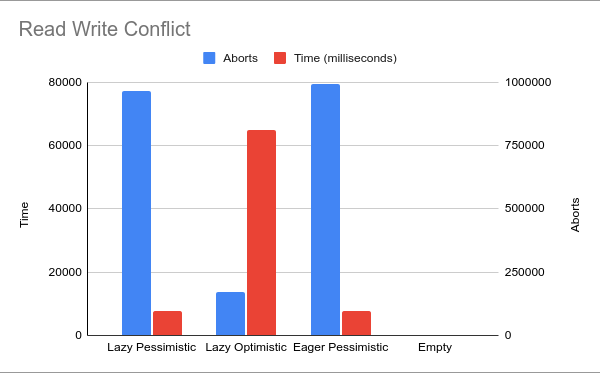 Read Write Conflict
Aborts Time (milliseconds)
80000 1000000
60000 750000
40000 500000
20000 250000
0 0
Time
Aborts
Lazy Pessimistic Lazy Optimistic Eager Pessimistic Empty